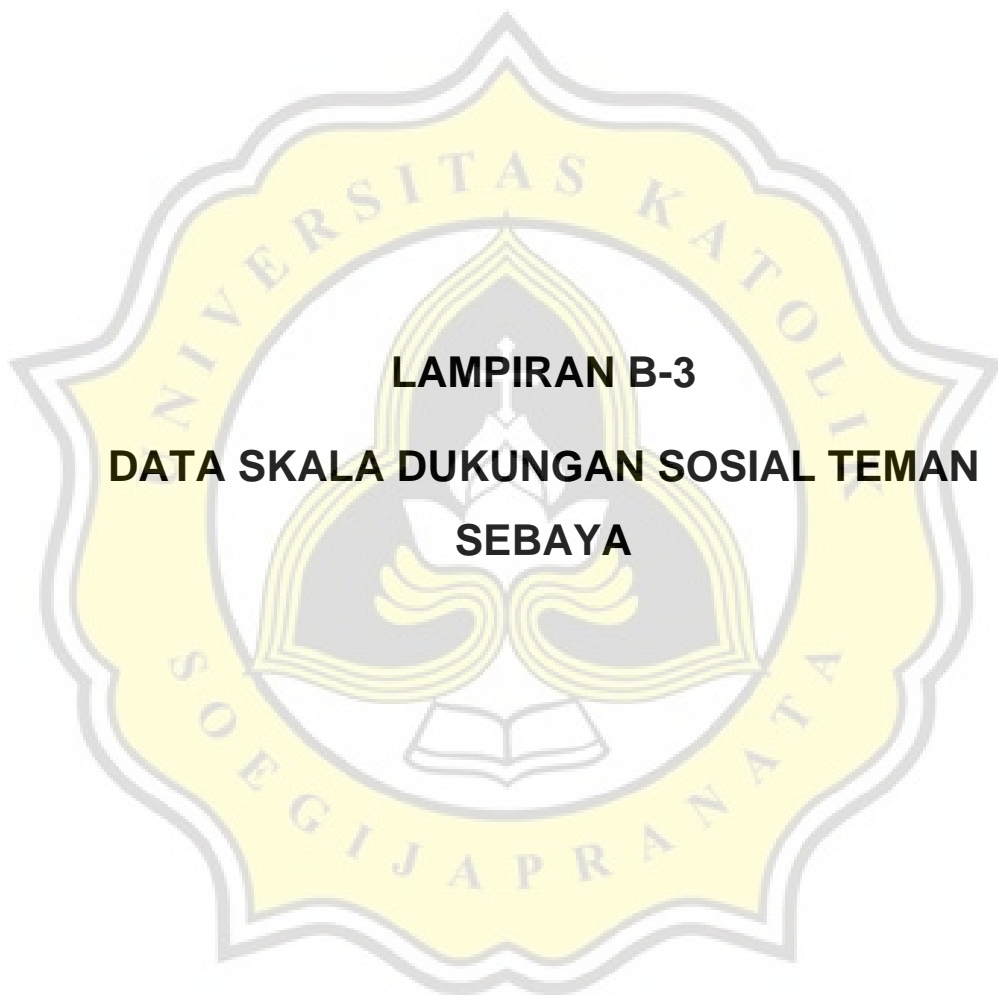 UNIVERSITAS KATOLIK
LAMPIRAN B-3
DATA SKALA DUKUNGAN SOSIAL TEMAN
SEBAYA
SOEGIJAPRANATA